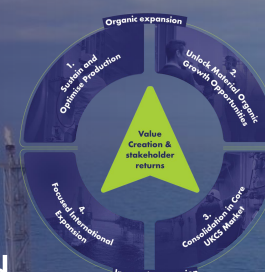 Organic expansion
1.
Sustain and
Optimise Production
2.
Unlock Material Organic
Growth Opportunities
Value
Creation &
stakeholder
returns
4.
Focused International
Expansion
3.
Consolidation in Core
UKCS Market